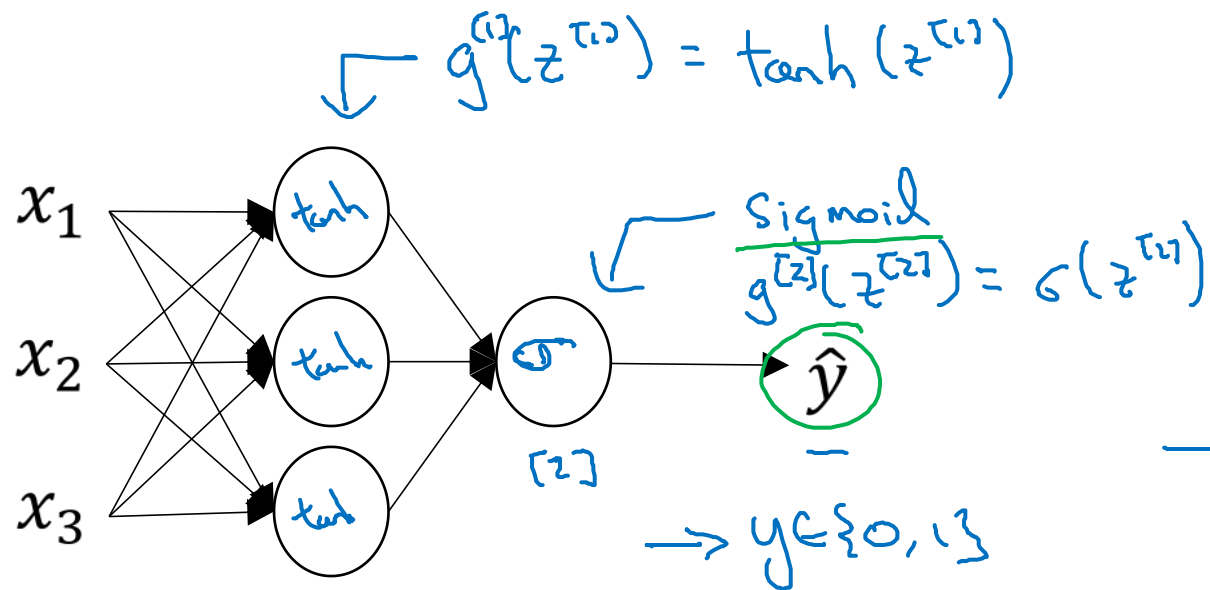 g^[1](z^[1]) = tanh(z^[1])
x₁
tanh
sigmoid
g^[2](z^[2]) = σ(z^[2])
x₂
tanh
σ
ŷ
[2]
x₃
tanh
→ y∈{0,1}